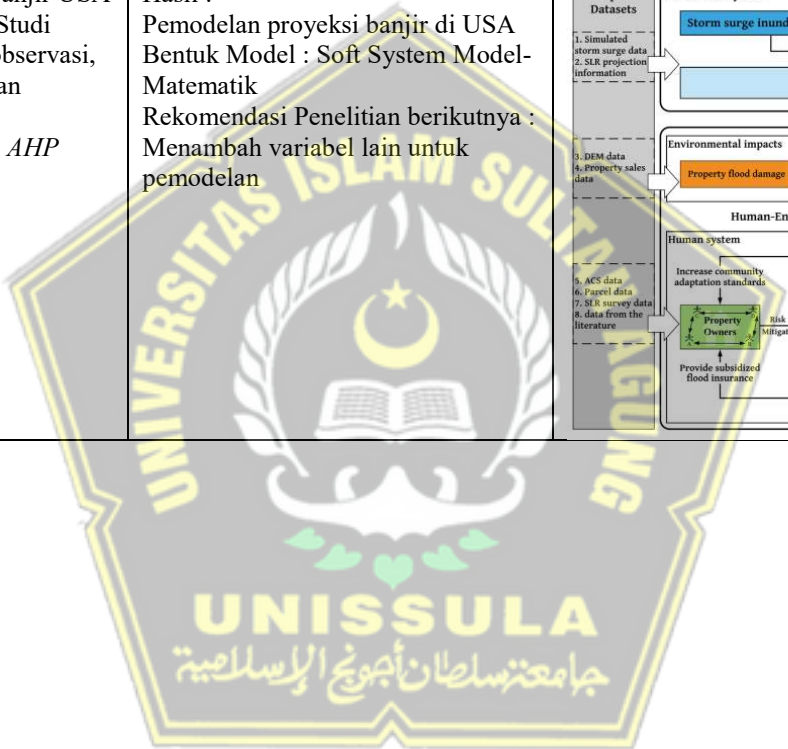 anjir USA
Studi
observasi,
an
AHP
Hasil :
Pemodelan proyeksi banjir di USA
Bentuk Model : Soft System Model-
Matematik
Rekomendasi Penelitian berikutnya :
Menambah variabel lain untuk
pemodelan
Datasets
1. Simulated
storm surge data
2. SLR projection
information
3. DEM data
4. Property sales
data
5. ACS data
6. Parcel data
7. SLR survey data
8. data from the
literature
Storm surge inund
Environmental impacts
Property flood damage
Human-En
Human system
Increase community
adaptation standards
Property
Owners
Risk
Mitigat
Provide subsidized
flood insurance
UNIVERSITAS ISLAM SULTAN AGUNG
UNISSULA
جامعة سلطان أجونج الإسلامية